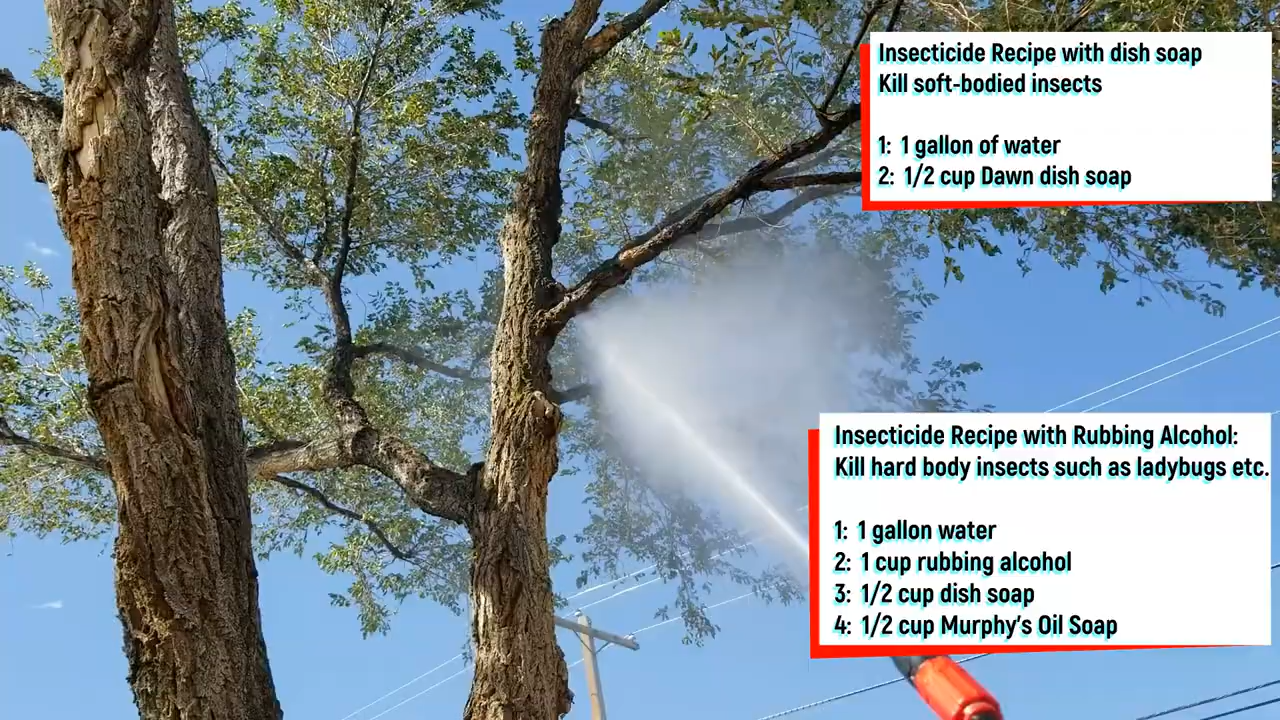 Insecticide Recipe with dish soap
Kill soft-bodied insects
1: 1 gallon of water
2: 1/2 cup Dawn dish soap
Insecticide Recipe with Rubbing Alcohol:
Kill hard body insects such as ladybugs etc.
1: 1 gallon water
2: 1 cup rubbing alcohol
3: 1/2 cup dish soap
4: 1/2 cup Murphy's Oil Soap